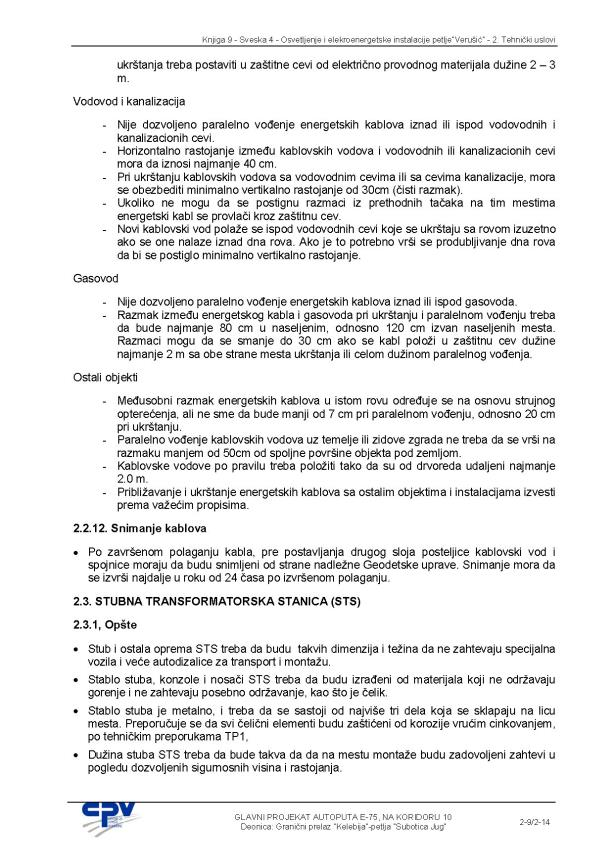 Knjiga 9 - Sveska 4 - Osvetljenje i elekroenergetske instalacije petlje"Verušić" - 2. Tehnički uslovi
ukrštanja treba postaviti u zaštitne cevi od električno provodnog materijala dužine 2 – 3
m.
Vodovod i kanalizacija
- Nije dozvoljeno paralelno vođenje energetskih kablova iznad ili ispod vodovodnih i
kanalizacionih cevi.
- Horizontalno rastojanje između kablovskih vodova i vodovodnih ili kanalizacionih cevi
mora da iznosi najmanje 40 cm.
- Pri ukrštanju kablovskih vodova sa vodovodnim cevima ili sa cevima kanalizacije, mora
se obezbediti minimalno vertikalno rastojanje od 30cm (čisti razmak).
- Ukoliko ne mogu da se postignu razmaci iz prethodnih tačaka na tim mestima
energetski kabl se provlači kroz zaštitnu cev.
- Novi kablovski vod polaže se ispod vodovodnih cevi koje se ukrštaju sa rovom izuzetno
ako se one nalaze iznad dna rova. Ako je to potrebno vrši se produbljivanje dna rova
da bi se postiglo minimalno vertikalno rastojanje.
Gasovod
- Nije dozvoljeno paralelno vođenje energetskih kablova iznad ili ispod gasovoda.
- Razmak između energetskog kabla i gasovoda pri ukrštanju i paralelnom vođenju treba
da bude najmanje 80 cm u naseljenim, odnosno 120 cm izvan naseljenih mesta.
Razmaci mogu da se smanje do 30 cm ako se kabl položi u zaštitnu cev dužine
najmanje 2 m sa obe strane mesta ukrštanja ili celom dužinom paralelnog vođenja.
Ostali objekti
- Međusobni razmak energetskih kablova u istom rovu određuje se na osnovu strujnog
opterećenja, ali ne sme da bude manji od 7 cm pri paralelnom vođenju, odnosno 20 cm
pri ukrštanju.
- Paralelno vođenje kablovskih vodova uz temelje ili zidove zgrada ne treba da se vrši na
razmaku manjem od 50cm od spoljne površine objekta pod zemljom.
- Kablovske vodove po pravilu treba položiti tako da su od drvoreda udaljeni najmanje
2.0 m.
- Približavanje i ukrštanje energetskih kablova sa ostalim objektima i instalacijama izvesti
prema važećim propisima.
2.2.12. Snimanje kablova
• Po završenom polaganju kabla, pre postavljanja drugog sloja posteljice kablovski vod i
spojnice moraju da budu snimljeni od strane nadležne Geodetske uprave. Snimanje mora da
se izvrši najdalje u roku od 24 časa po izvršenom polaganju.
2.3. STUBNA TRANSFORMATORSKA STANICA (STS)
2.3.1, Opšte
• Stub i ostala oprema STS treba da budu takvih dimenzija i težina da ne zahtevaju specijalna
vozila i veće autodizalice za transport i montažu.
• Stablo stuba, konzole i nosači STS treba da budu izrađeni od materijala koji ne održavaju
gorenje i ne zahtevaju posebno održavanje, kao što je čelik.
• Stablo stuba je metalno, i treba da se sastoji od najviše tri dela koja se sklapaju na licu
mesta. Preporučuje se da svi čelični elementi budu zaštićeni od korozije vrućim cinkovanjem,
po tehničkim preporukama TP1,
• Dužina stuba STS treba da bude takva da da na mestu montaže budu zadovoljeni zahtevi u
pogledu dozvoljenih sigurnosnih visina i rastojanja.
CPV
GLAVNI PROJEKAT AUTOPUTA E-75, NA KORIDORU 10
Deonica: Granični prelaz "Kelebija"-petlja "Subotica Jug"
2-9/2-14